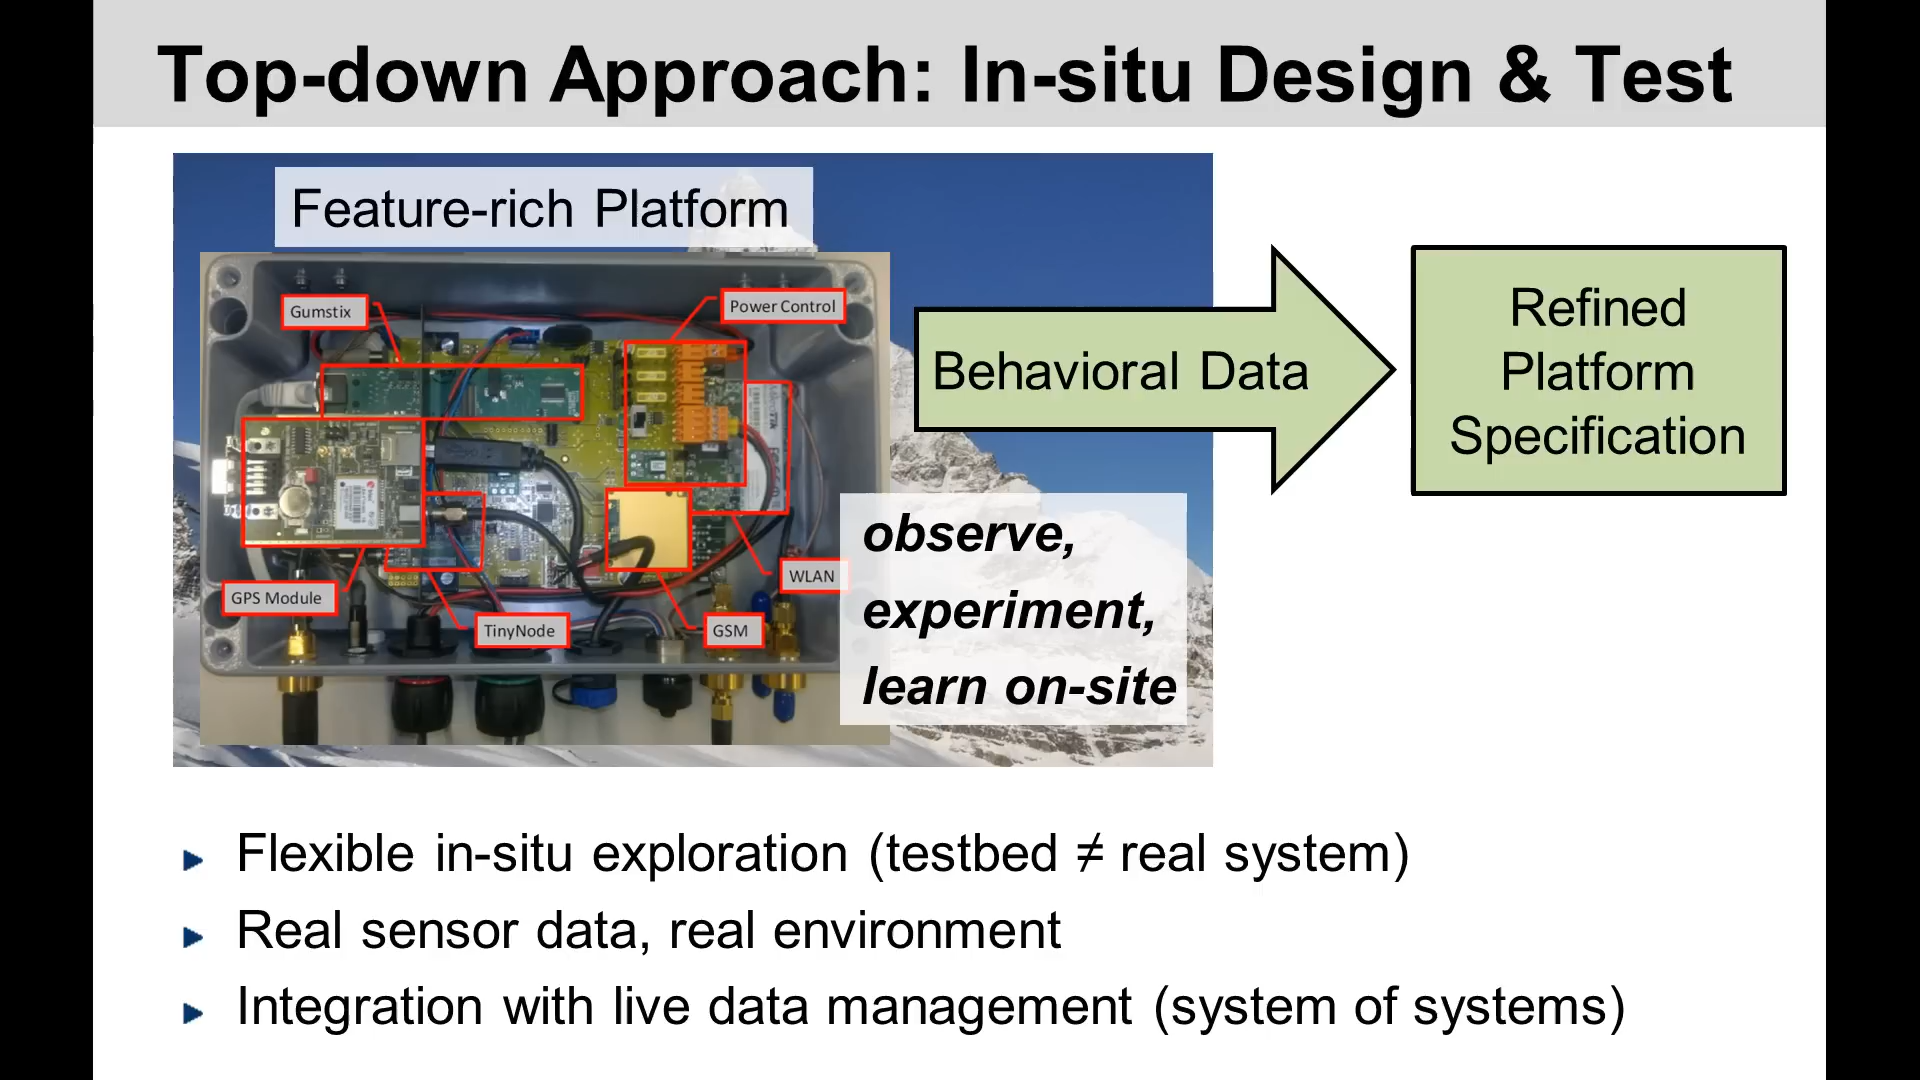 Top-down Approach: In-situ Design & Test
Feature-rich Platform
Gumstix
Power Control
GPS Module
TinyNode
GSM
WLAN
observe,
experiment,
learn on-site
Behavioral Data
Refined
Platform
Specification
Flexible in-situ exploration (testbed ≠ real system)
Real sensor data, real environment
Integration with live data management (system of systems)